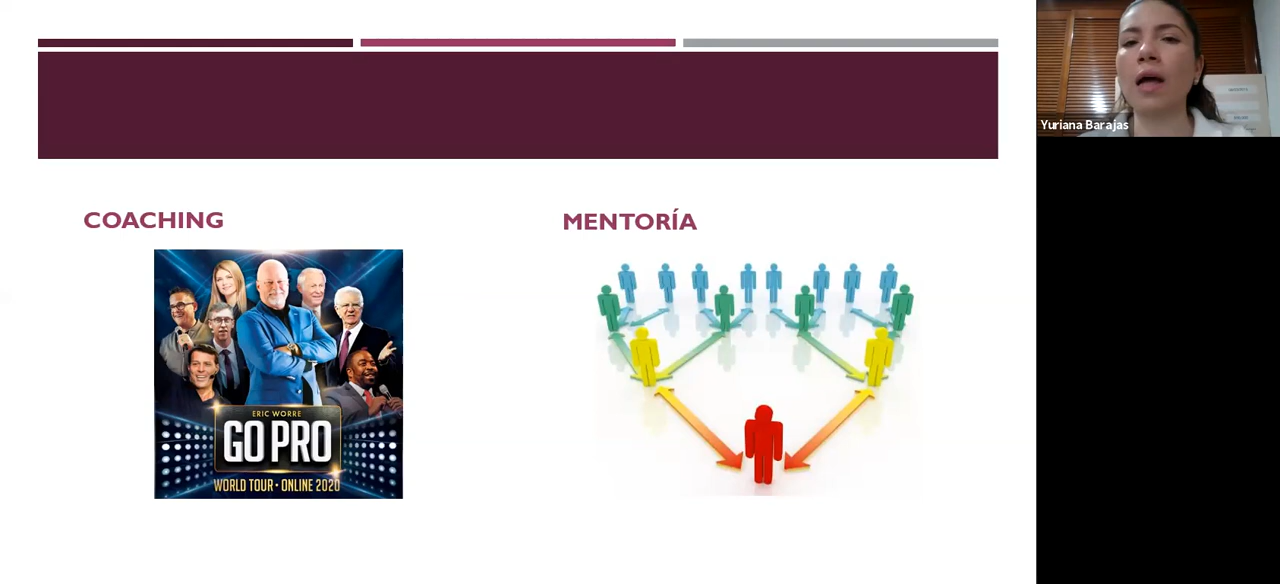 Yuriana Barajas
COACHING
MENTORÍA
ERIC WORRE
GO PRO
WORLD TOUR • ONLINE 2020